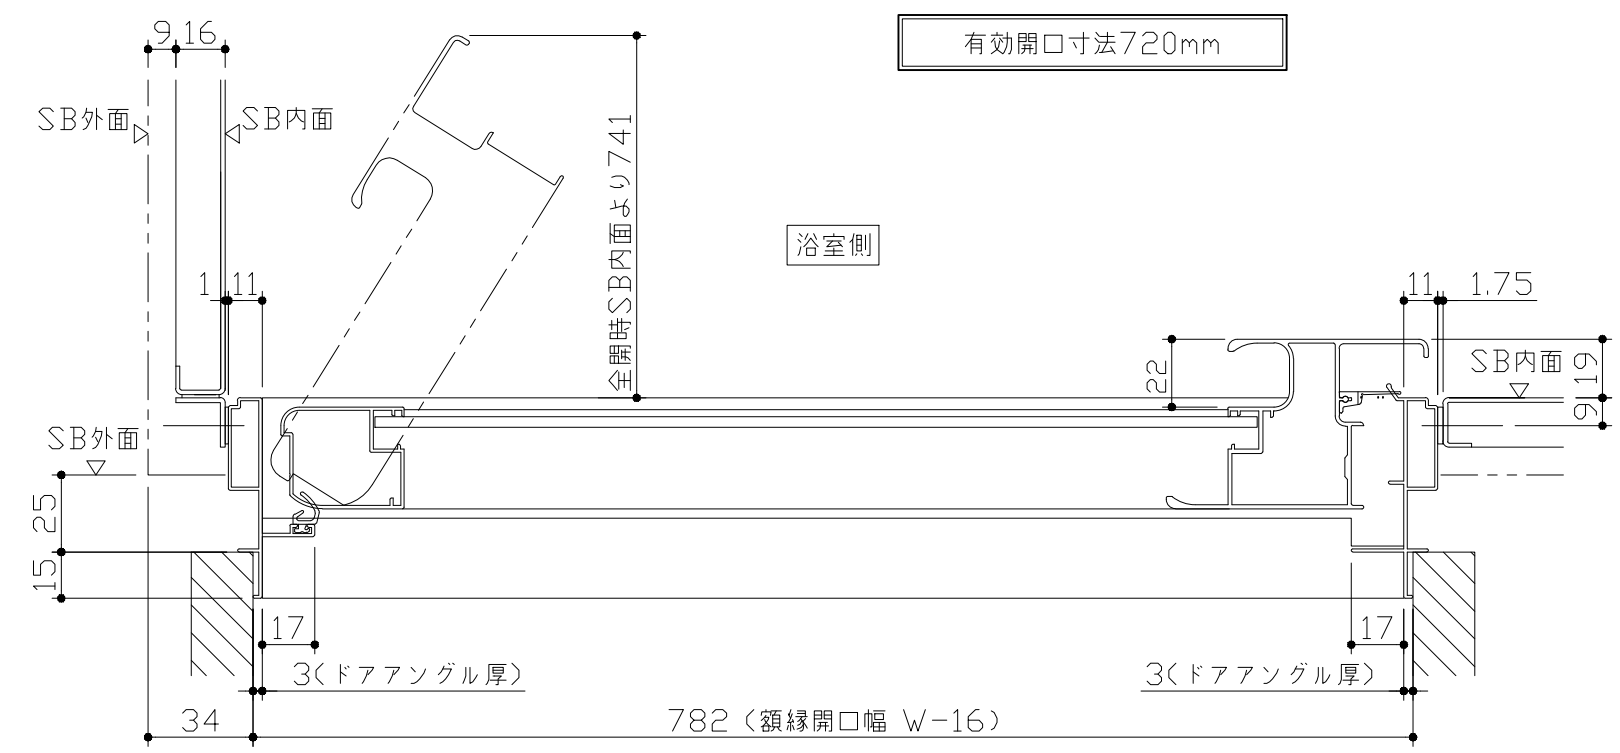 9 16
有効開口寸法720mm
SB外面
SB内面
全開時SB内面より741
浴室側
1 11
11 1.75
22
SB内面
19
9
SB外面
25
15
17
17
3(ドアアングル厚)
3(ドアアングル厚)
34
782 (額縁開口幅 W-16)